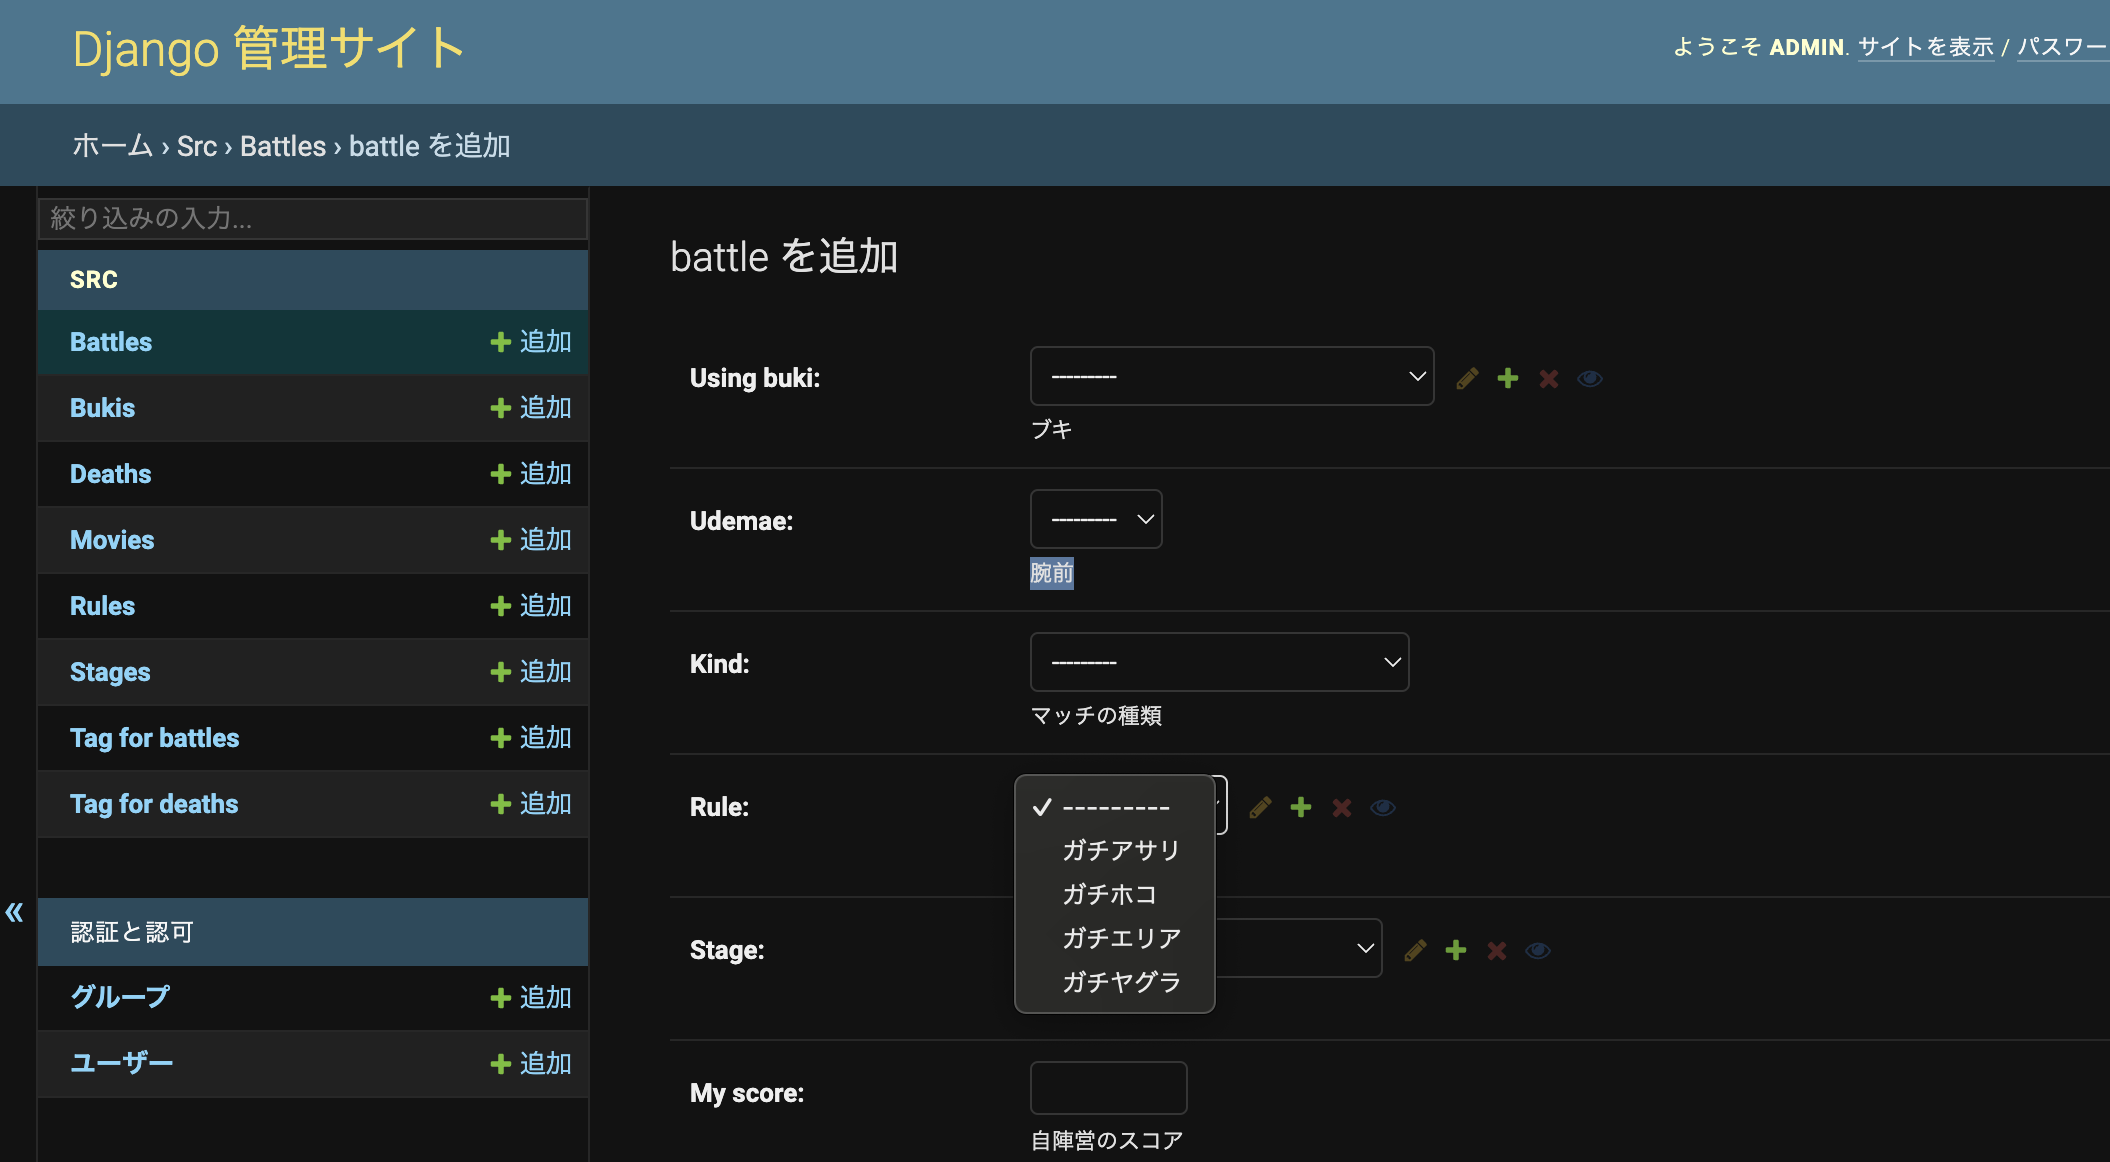 Django 管理サイト
ようこそ ADMIN. サイトを表示 / パスワー
ホーム › Src › Battles › battle を追加
絞り込みの入力...
SRC
Battles + 追加
Bukis + 追加
Deaths + 追加
Movies + 追加
Rules + 追加
Stages + 追加
Tag for battles + 追加
Tag for deaths + 追加
«
認証と認可
グループ + 追加
ユーザー + 追加
battle を追加
Using buki: ---------
ブキ
Udemae: ---------
腕前
Kind: ---------
マッチの種類
Rule:
✓ ---------
ガチアサリ
ガチホコ
ガチエリア
ガチヤグラ
Stage:
My score:
自陣営のスコア